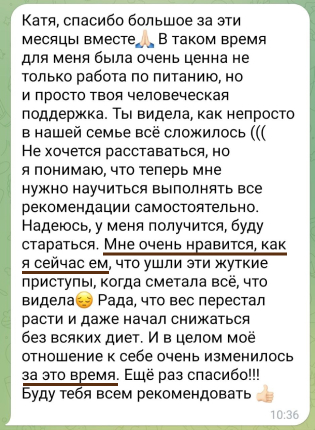 Катя, спасибо большое за эти
месяцы вместе🙏🏻 В таком время
для меня была очень ценна не
только работа по питанию, но
и просто твоя человеческая
поддержка. Ты видела, как непросто
в нашей семье всё сложилось (((
Не хочется расставаться, но
я понимаю, что теперь мне
нужно научиться выполнять все
рекомендации самостоятельно.
Надеюсь, у меня получится, буду
стараться. Мне очень нравится, как
я сейчас ем, что ушли эти жуткие
приступы, когда сметала всё, что
видела😔 Рада, что вес перестал
расти и даже начал снижаться
без всяких диет. И в целом моё
отношение к себе очень изменилось
за это время. Ещё раз спасибо!!!
Буду тебя всем рекомендовать 👍🏻
10:36